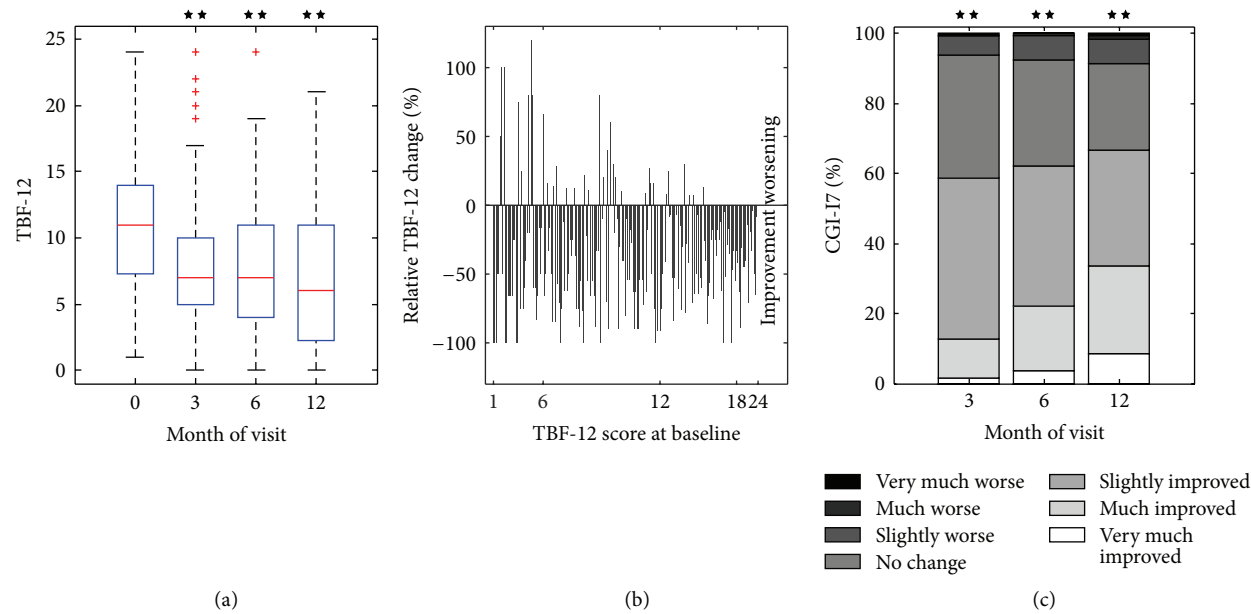 ★★ ★★ ★★
25
20
15
10
5
0
TBF-12
0 3 6 12
Month of visit
(a)
100
50
0
−50
−100
Relative TBF-12 change (%)
Improvement worsening
1 6 12 18 24
TBF-12 score at baseline
(b)
★★ ★★ ★★
100
80
60
40
20
0
CGI-I7 (%)
3 6 12
Month of visit
Very much worse
Much worse
Slightly worse
No change
Slightly improved
Much improved
Very much
improved
(c)